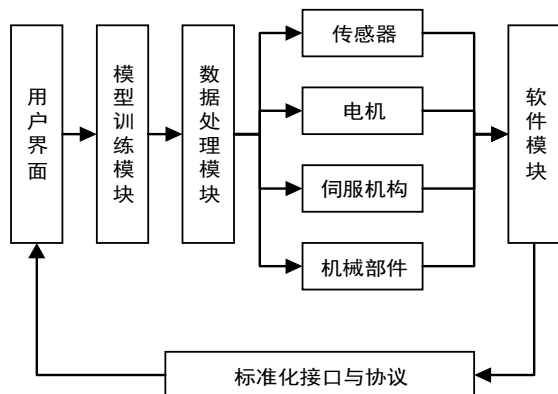 用户界面
模型训练模块
数据处理模块
传感器
电机
伺服机构
机械部件
软件模块
标准化接口与协议